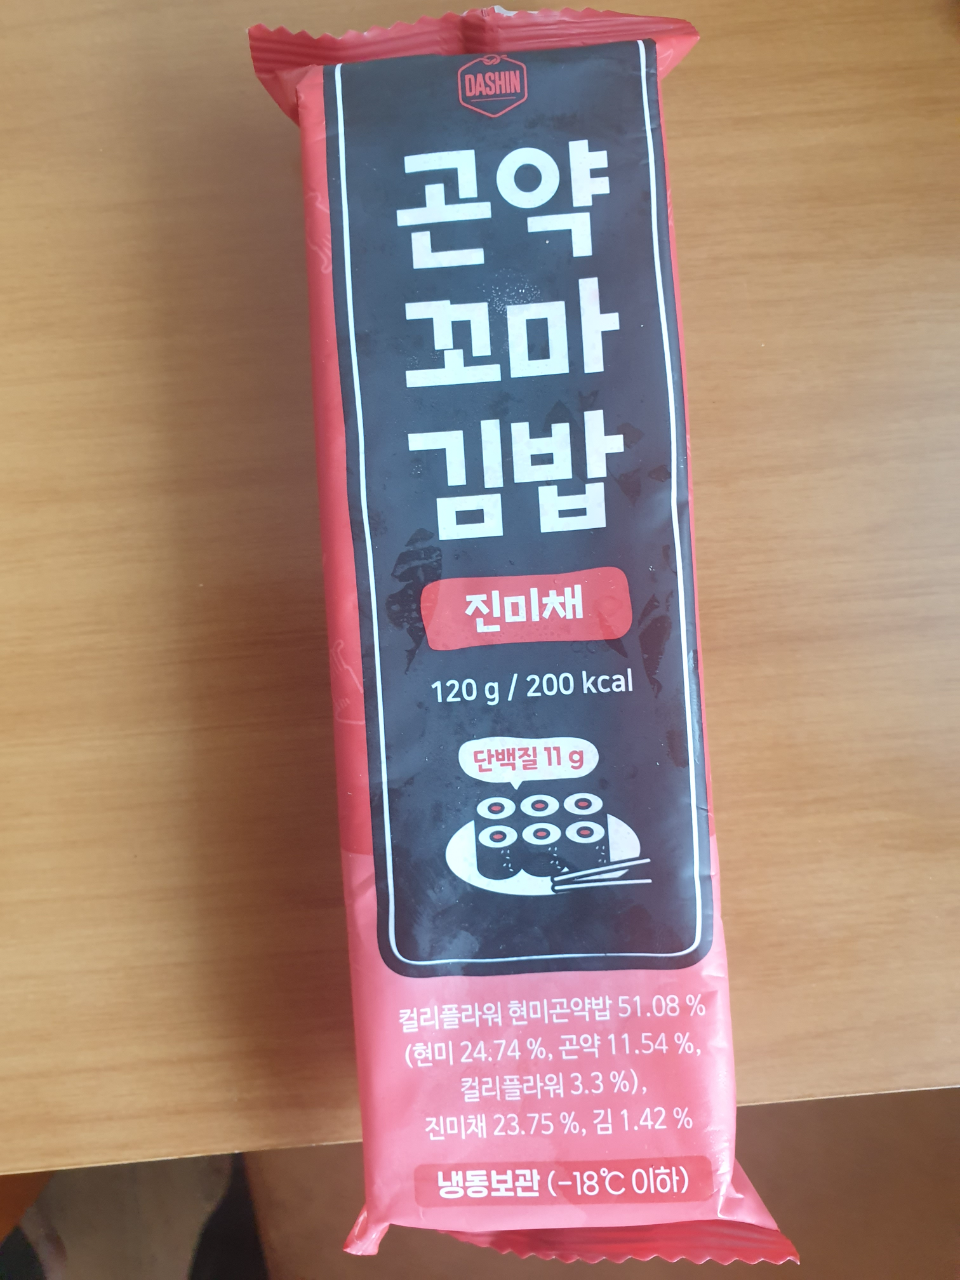 DASHIN
곤약
꼬마
김밥
진미채
120 g / 200 kcal
단백질 11 g
컬리플라워 현미곤약밥 51.08 %
(현미 24.74 %, 곤약 11.54 %,
컬리플라워 3.3 %),
진미채 23.75 %, 김 1.42 %
냉동보관 (-18℃ 이하)